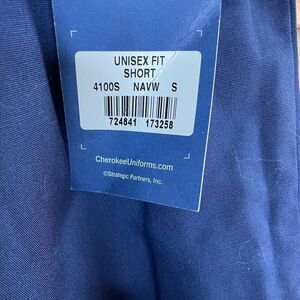 UNISEX FIT
SHORT
4100S NAVW S
724841 173258
CherokeeUniforms.com
©Strategic Partners, Inc.